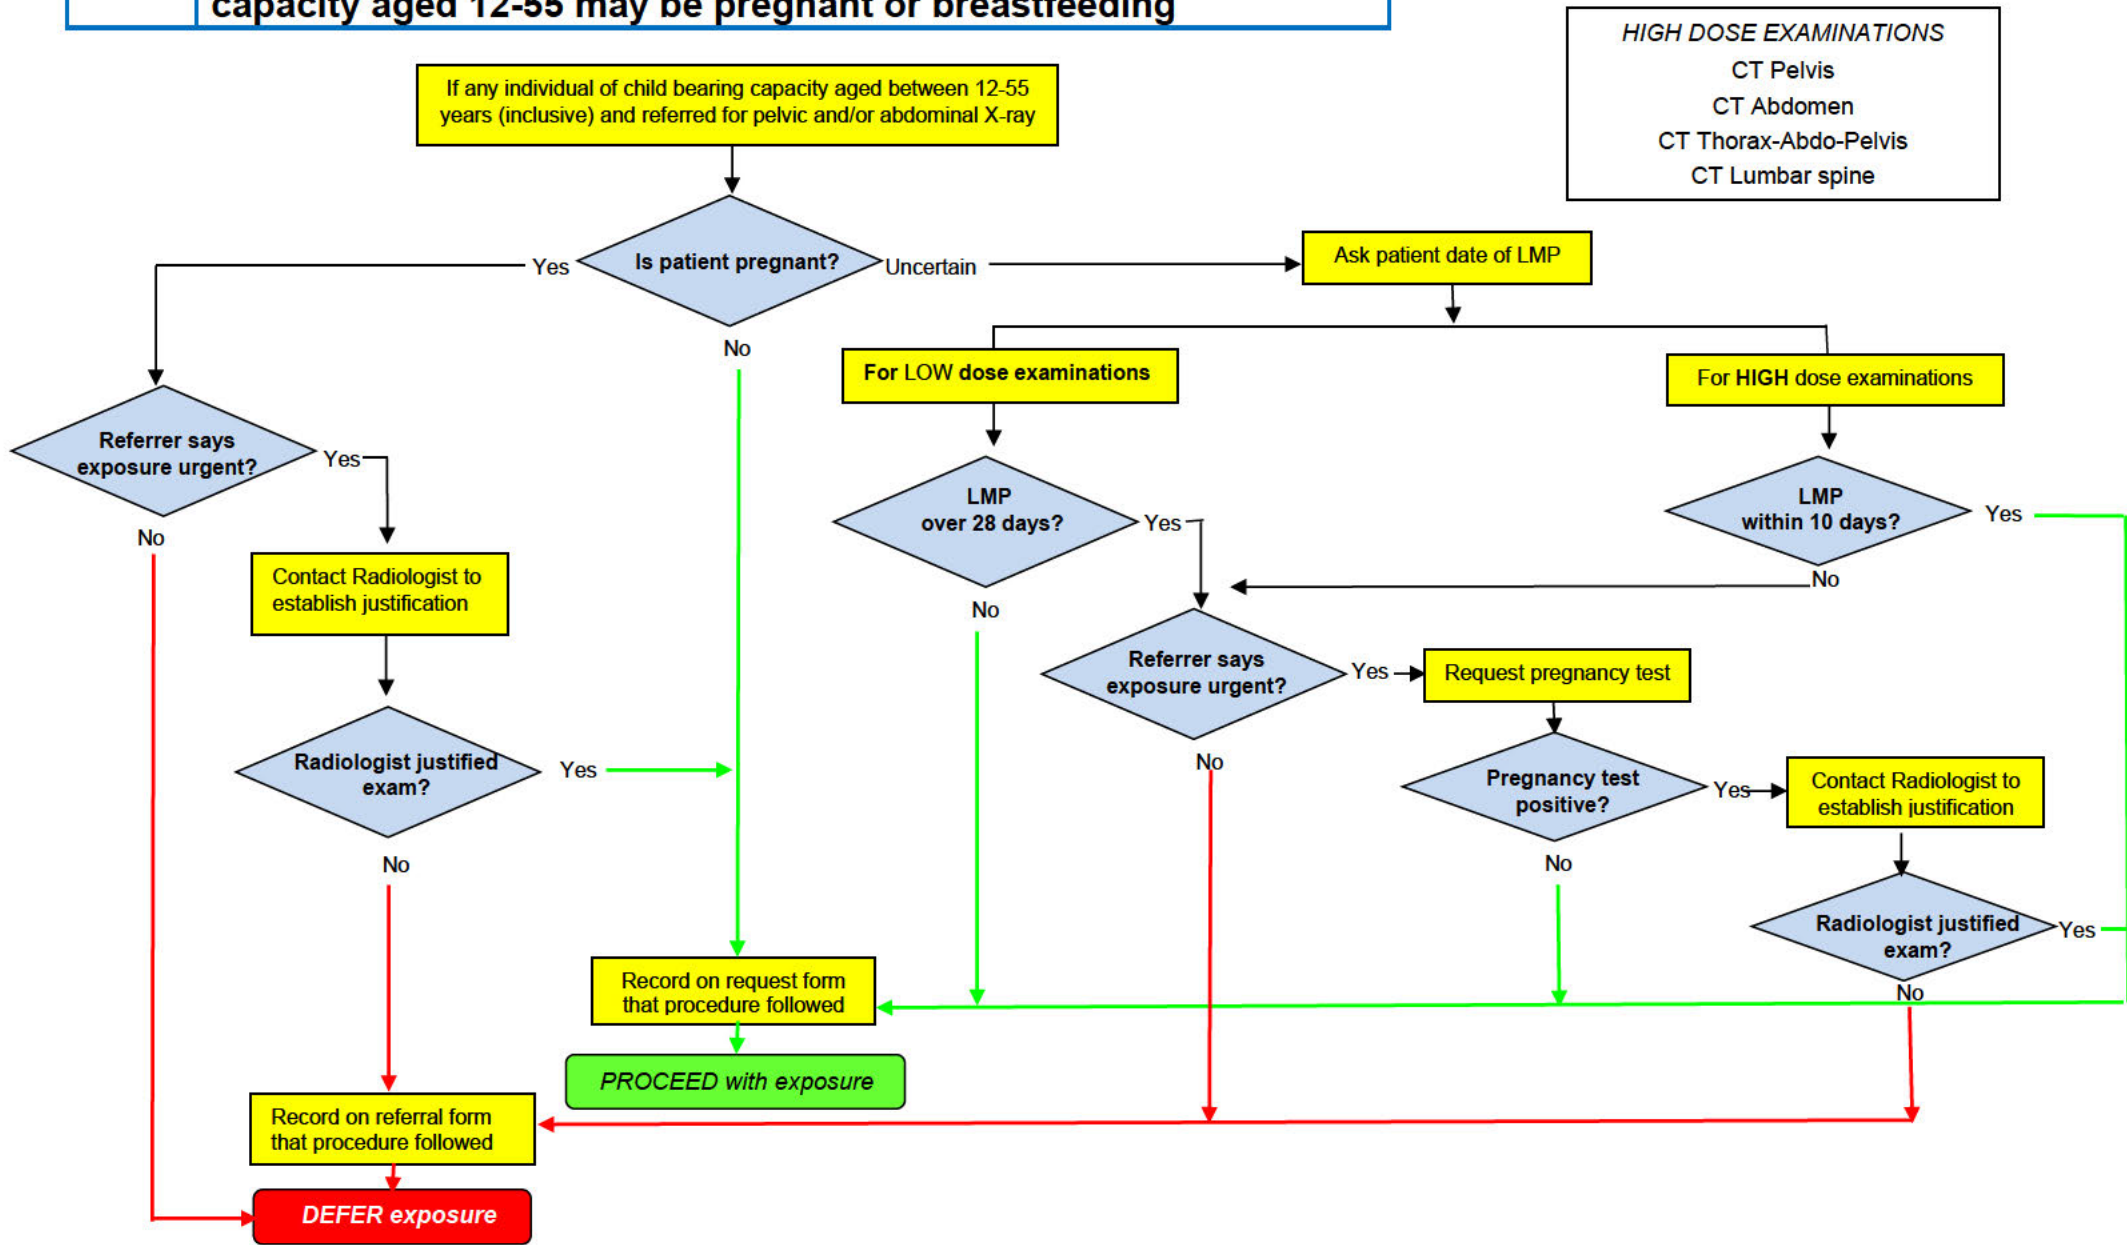 capacity aged 12-55 may be pregnant or breastfeeding
HIGH DOSE EXAMINATIONS
CT Pelvis
CT Abdomen
CT Thorax-Abdo-Pelvis
CT Lumbar spine
If any individual of child bearing capacity aged between 12-55
years (inclusive) and referred for pelvic and/or abdominal X-ray
Is patient pregnant?
Yes
Uncertain
No
Ask patient date of LMP
For LOW dose examinations
For HIGH dose examinations
Referrer says
exposure urgent?
Yes
No
LMP
over 28 days?
Yes
No
LMP
within 10 days?
Yes
No
Contact Radiologist to
establish justification
Referrer says
exposure urgent?
Yes
No
Request pregnancy test
Radiologist justified
exam?
Yes
No
Pregnancy test
positive?
Yes
No
Contact Radiologist to
establish justification
Radiologist justified
exam?
Yes
No
Record on request form
that procedure followed
PROCEED with exposure
Record on referral form
that procedure followed
DEFER exposure